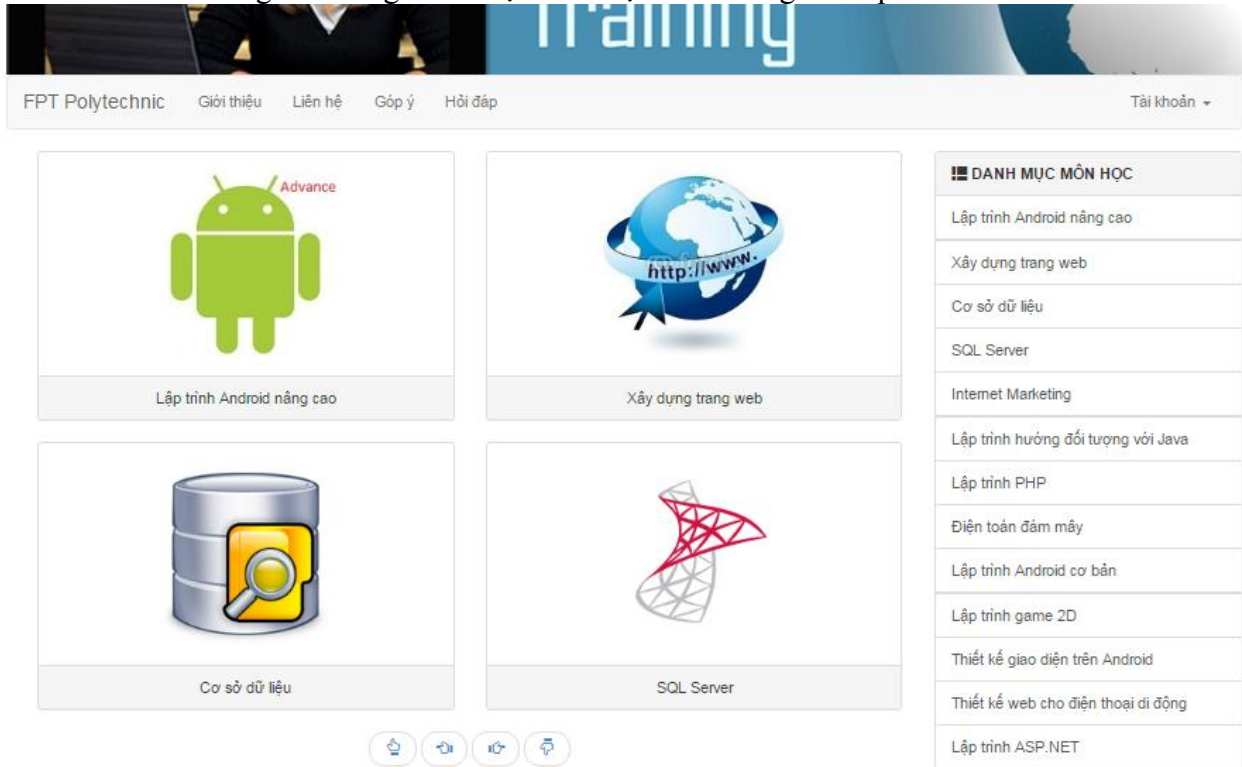 Training
FPT Polytechnic Giới thiệu Liên hệ Góp ý Hỏi đáp Tài khoản
Advance
http://www.
Lập trình Android nâng cao
Xây dựng trang web
Cơ sở dữ liệu
SQL Server
DANH MỤC MÔN HỌC
Lập trình Android nâng cao
Xây dựng trang web
Cơ sở dữ liệu
SQL Server
Internet Marketing
Lập trình hướng đối tượng với Java
Lập trình PHP
Điện toán đám mây
Lập trình Android cơ bản
Lập trình game 2D
Thiết kế giao diện trên Android
Thiết kế web cho điện thoại di động
Lập trình ASP.NET